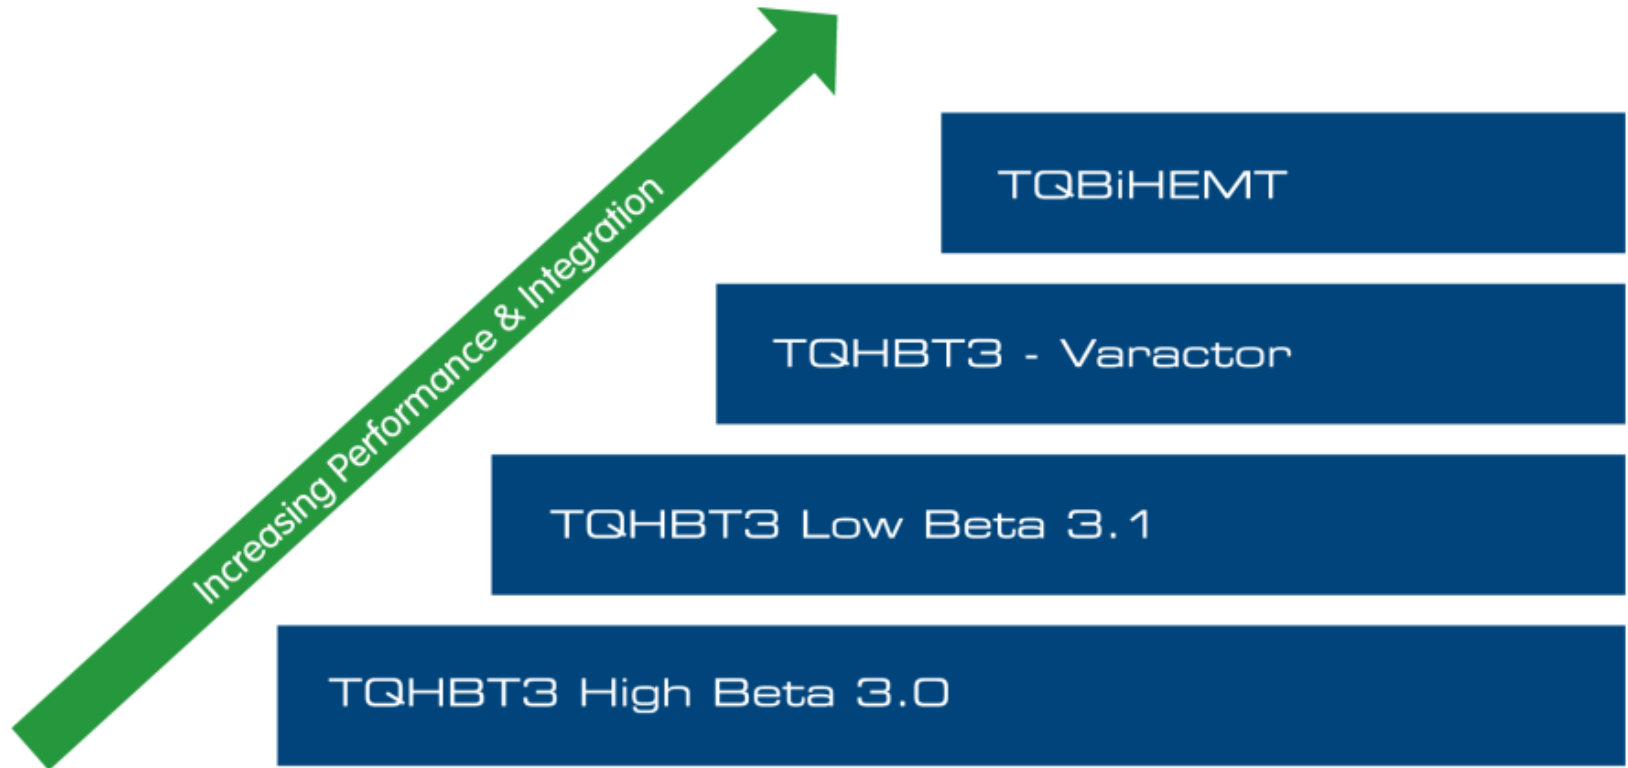 Increasing Performance & Integration
TQBiHEMT
TQHBT3 - Varactor
TQHBT3 Low Beta 3.1
TQHBT3 High Beta 3.0